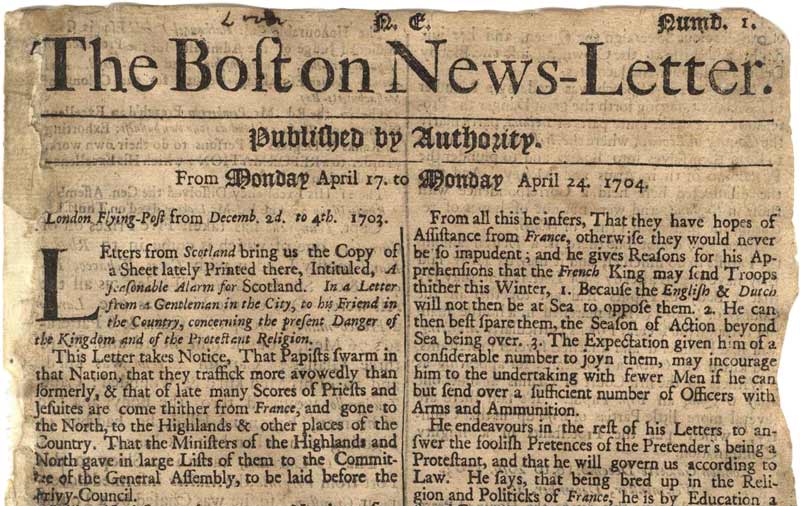 N. E.
Numb. 1.
The Boſton News-Letter.
Publiſhed by Authority.
From Monday April 17. to Monday April 24. 1704.
London Flying-Poſt from Decemb. 2d. to 4th. 1703.
LEtters from Scotland bring us the Copy of
a Sheet lately Printed there, Intituled, A
ſeaſonable Alarm for Scotland. In a Letter
from a Gentleman in the City, to his Friend in
the Country, concerning the preſent Danger of
the Kingdom and of the Proteſtant Religion.
This Letter takes Notice, That Papiſts ſwarm in
that Nation, that they traffick more avowedly than
formerly, & that of late many Scores of Prieſts and
Jeſuites are come thither from France, and gone to
the North, to the Highlands & other places of the
Country. That the Miniſters of the Highlands and
North gave in large Liſts of them to the Commit-
tee of the General Aſſembly, to be laid before the
Privy-Council.
From all this he infers, That they have hopes of
Aſſiſtance from France, otherwiſe they would never
be ſo impudent; and he gives Reaſons for his Ap-
prehenſions that the French King may ſend Troops
thither this Winter, 1. Becauſe the Engliſh & Dutch
will not then be at Sea to oppoſe them. 2. He can
then beſt ſpare them, the Seaſon of Action beyond
Sea being over. 3. The Expectation given him of a
conſiderable number to joyn them, may incourage
him to the undertaking with fewer Men if he can
but ſend over a ſufficient number of Officers with
Arms and Ammunition.
He endeavours in the reſt of his Letters to an-
ſwer the fooliſh Pretences of the Pretender's being a
Proteſtant, and that he will govern us according to
Law. He ſays, that being bred up in the Reli-
gion and Politicks of France, he is by Education a